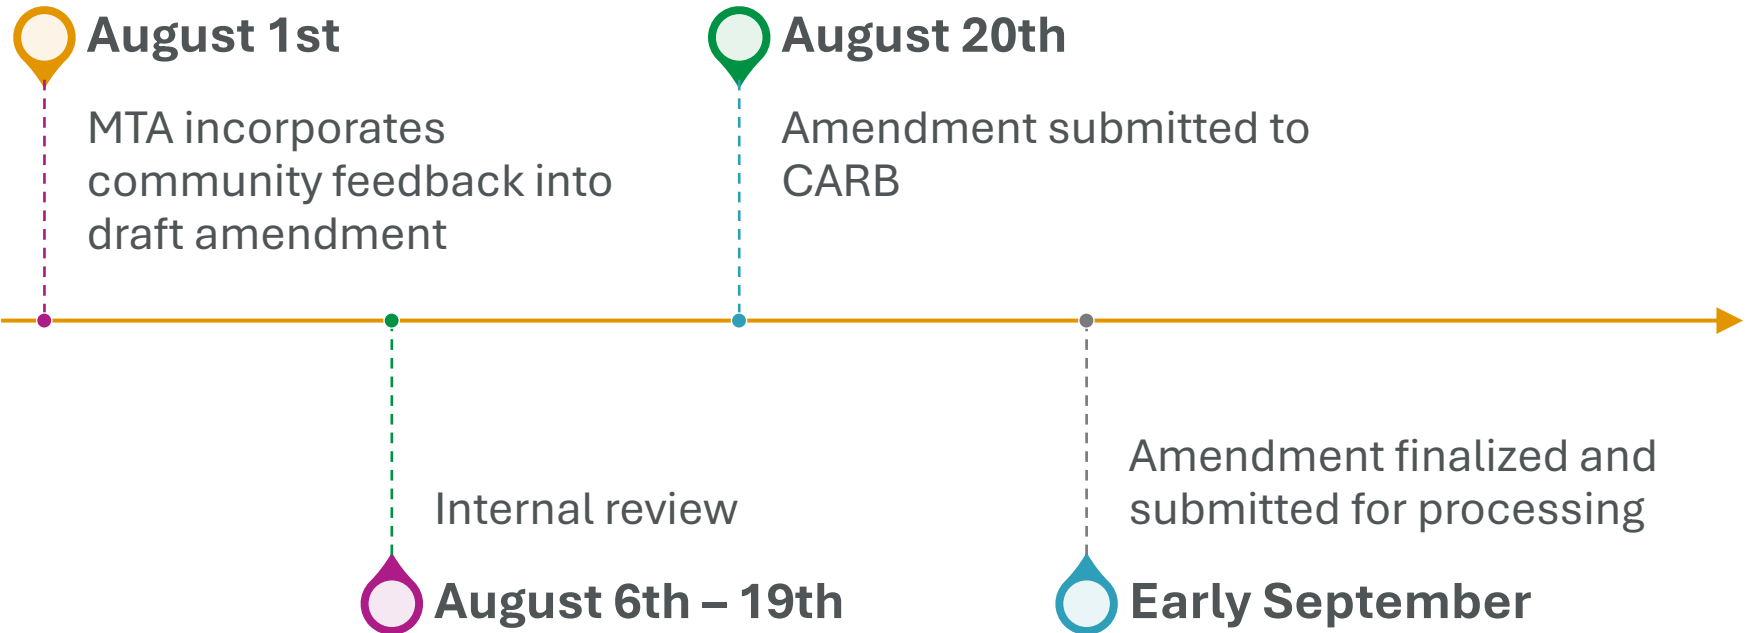 August 1st
MTA incorporates
community feedback into
draft amendment
Internal review
August 6th – 19th
August 20th
Amendment submitted to
CARB
Amendment finalized and
submitted for processing
Early September